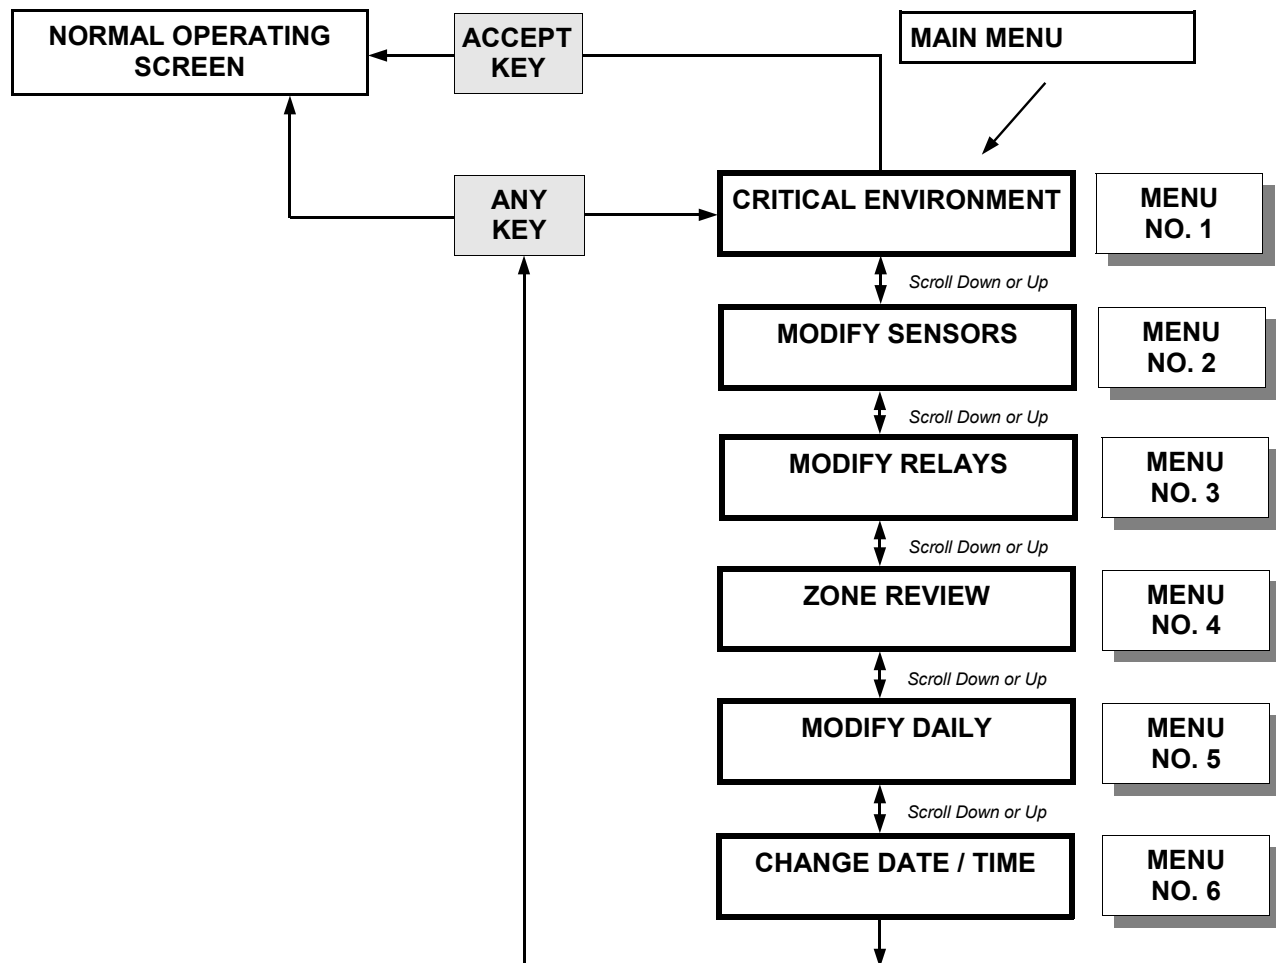 NORMAL OPERATING
SCREEN
ACCEPT
KEY
MAIN MENU
ANY
KEY
CRITICAL ENVIRONMENT
MENU
NO. 1
Scroll Down or Up
MODIFY SENSORS
MENU
NO. 2
Scroll Down or Up
MODIFY RELAYS
MENU
NO. 3
Scroll Down or Up
ZONE REVIEW
MENU
NO. 4
Scroll Down or Up
MODIFY DAILY
MENU
NO. 5
Scroll Down or Up
CHANGE DATE / TIME
MENU
NO. 6